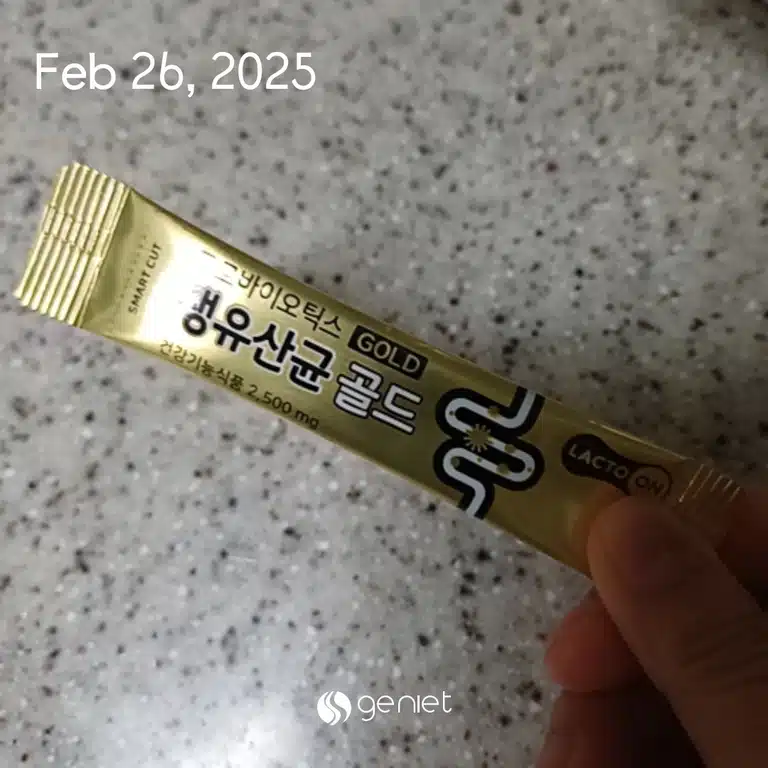 Feb 26, 2025
SMART CUT
바이오틱스
생유산균 골드
GOLD
건강기능식품 2,500 mg
LACTO ON
geniet